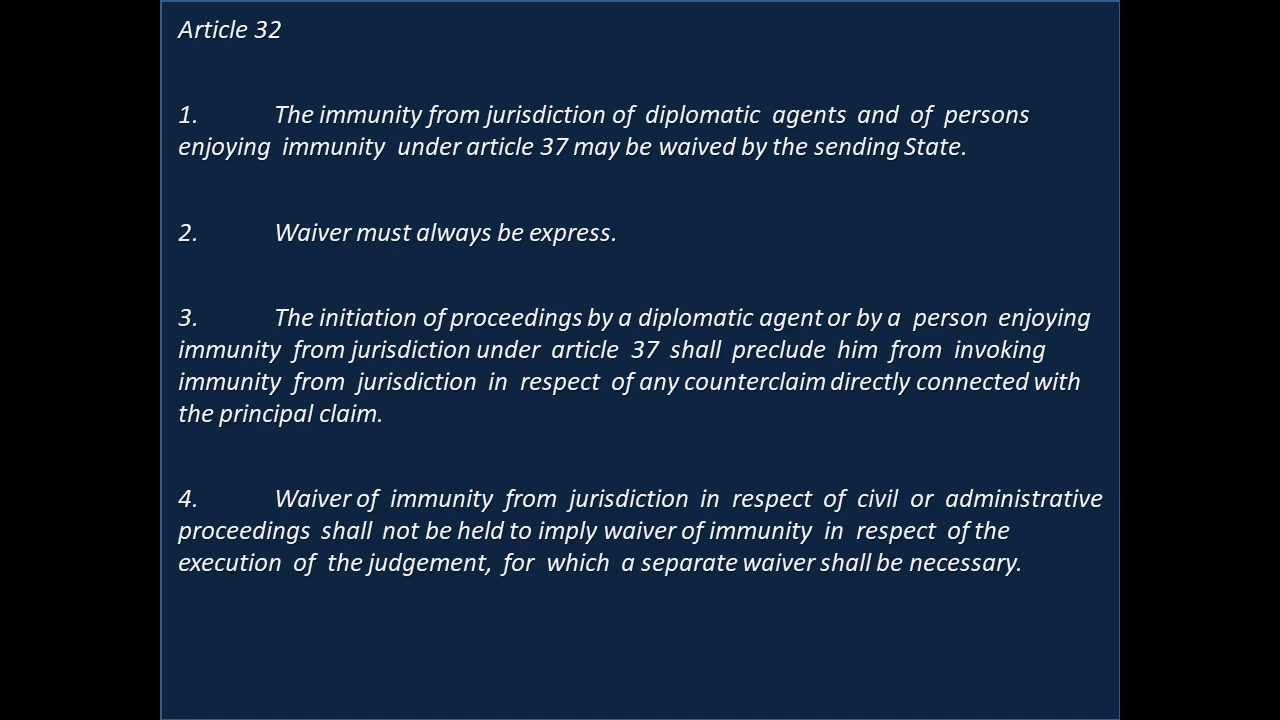 Article 32
1. The immunity from jurisdiction of diplomatic agents and of persons
enjoying immunity under article 37 may be waived by the sending State.
2. Waiver must always be express.
3. The initiation of proceedings by a diplomatic agent or by a person enjoying
immunity from jurisdiction under article 37 shall preclude him from invoking
immunity from jurisdiction in respect of any counterclaim directly connected with
the principal claim.
4. Waiver of immunity from jurisdiction in respect of civil or administrative
proceedings shall not be held to imply waiver of immunity in respect of the
execution of the judgement, for which a separate waiver shall be necessary.